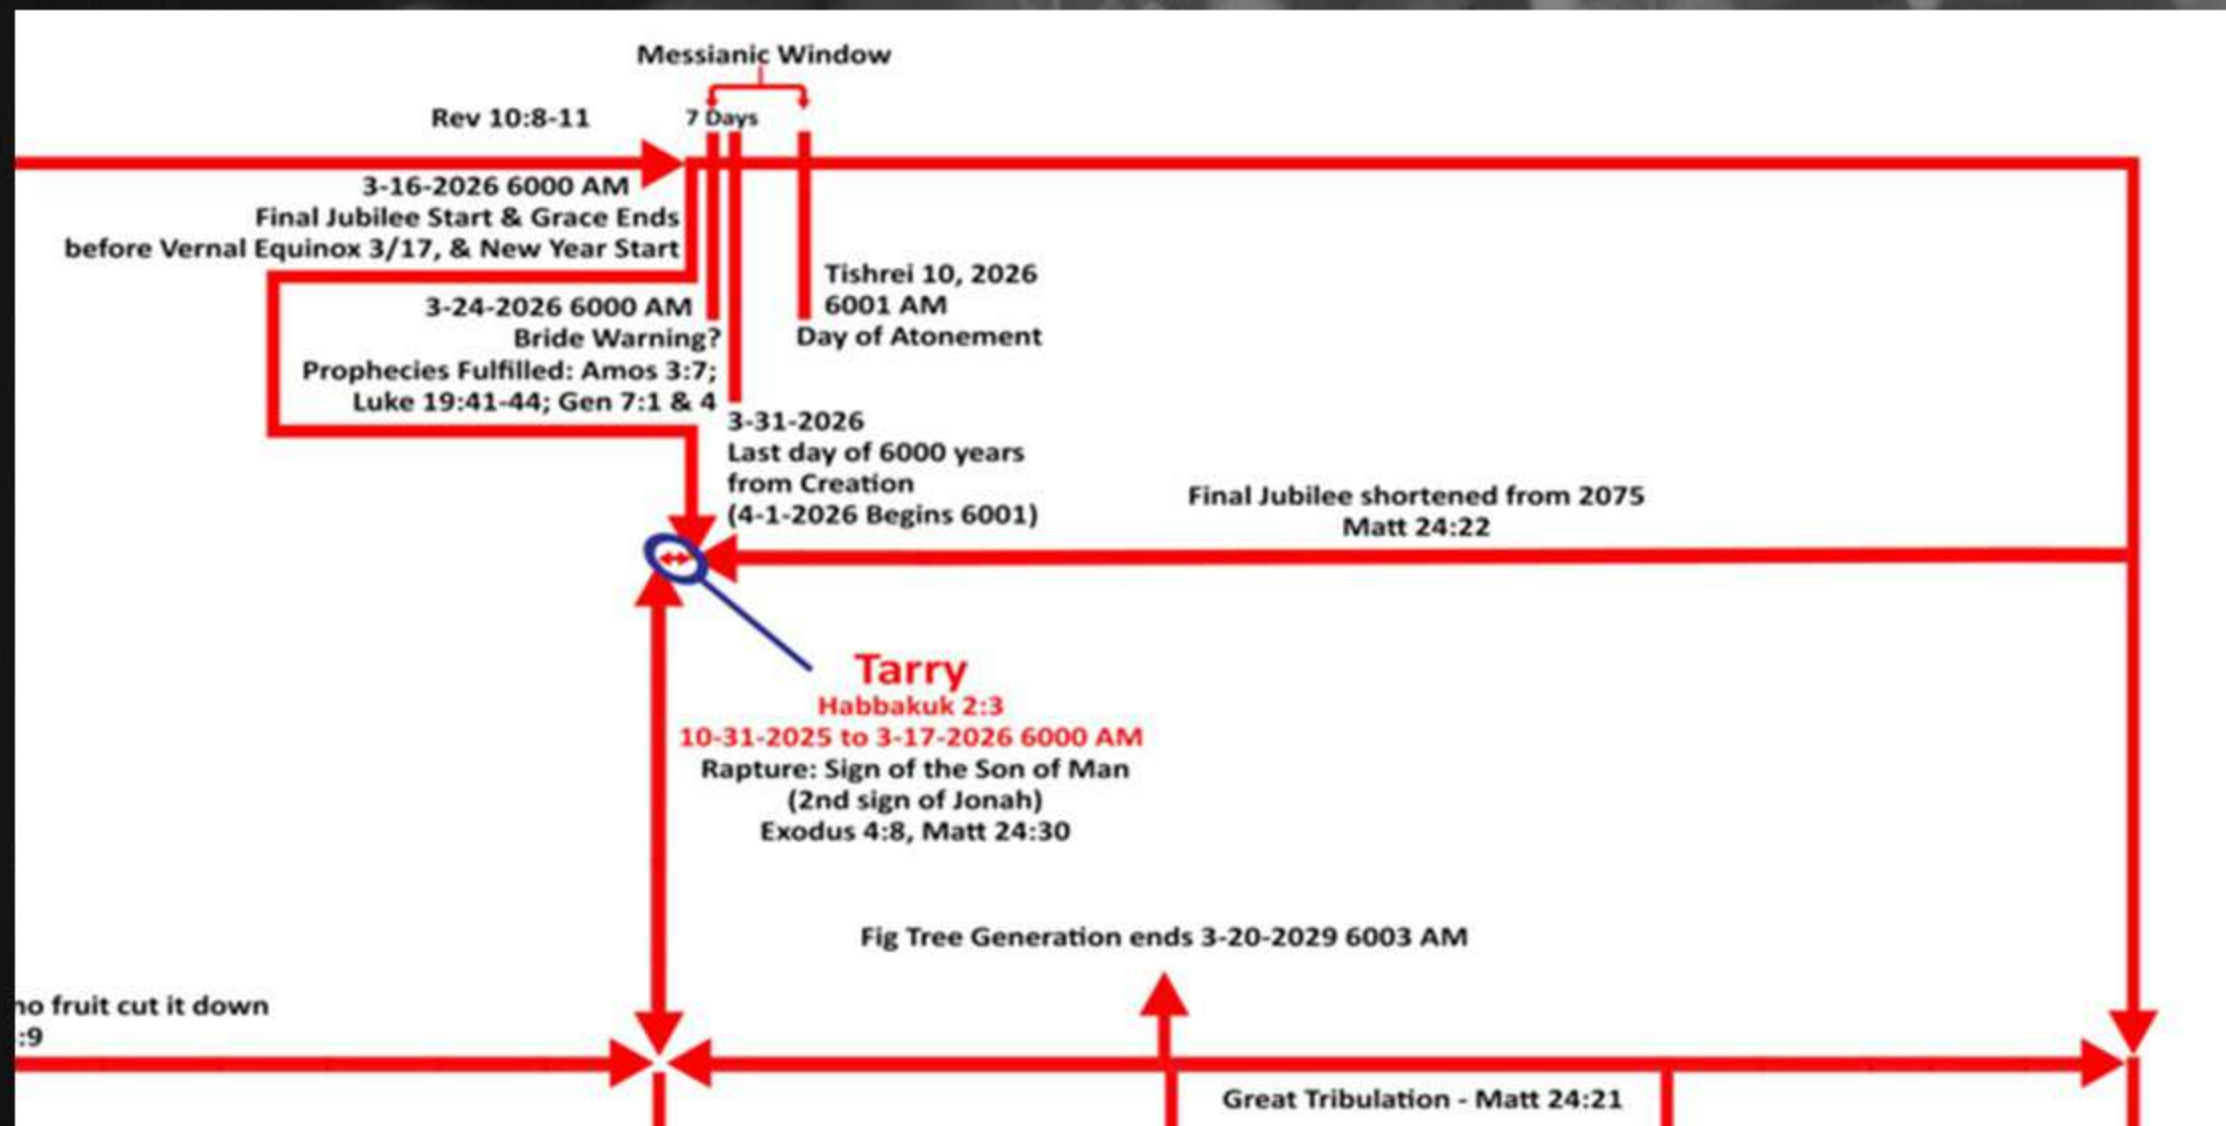 Messianic Window
Rev 10:8-11
7 Days
3-16-2026 6000 AM
Final Jubilee Start & Grace Ends
before Vernal Equinox 3/17, & New Year Start
3-24-2026 6000 AM
Bride Warning?
Prophecies Fulfilled: Amos 3:7;
Luke 19:41-44; Gen 7:1 & 4
Tishrei 10, 2026
6001 AM
Day of Atonement
3-31-2026
Last day of 6000 years
from Creation
(4-1-2026 Begins 6001)
Final Jubilee shortened from 2075
Matt 24:22
Tarry
Habbakuk 2:3
10-31-2025 to 3-17-2026 6000 AM
Rapture: Sign of the Son of Man
(2nd sign of Jonah)
Exodus 4:8, Matt 24:30
Fig Tree Generation ends 3-20-2029 6003 AM
no fruit cut it down
:9
Great Tribulation - Matt 24:21